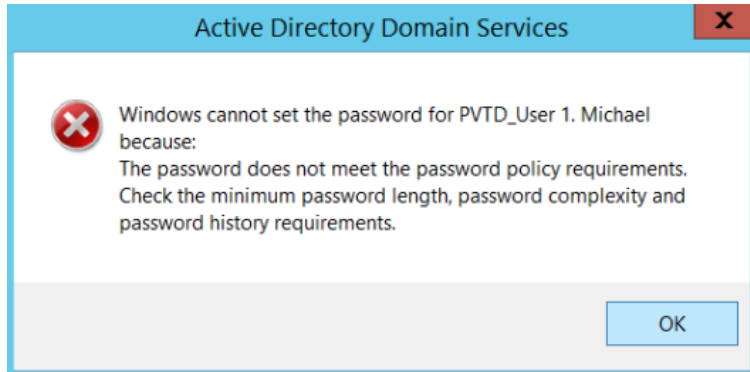 Active Directory Domain Services
x
Windows cannot set the password for PVTD_User 1. Michael
because:
The password does not meet the password policy requirements.
Check the minimum password length, password complexity and
password history requirements.
OK